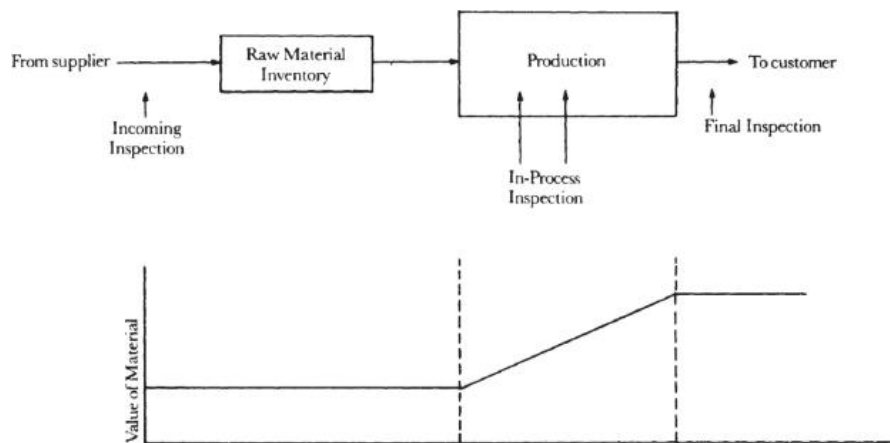 From supplier
Raw Material
Inventory
Production
To customer
Incoming
Inspection
In-Process
Inspection
Final Inspection
Value of Material